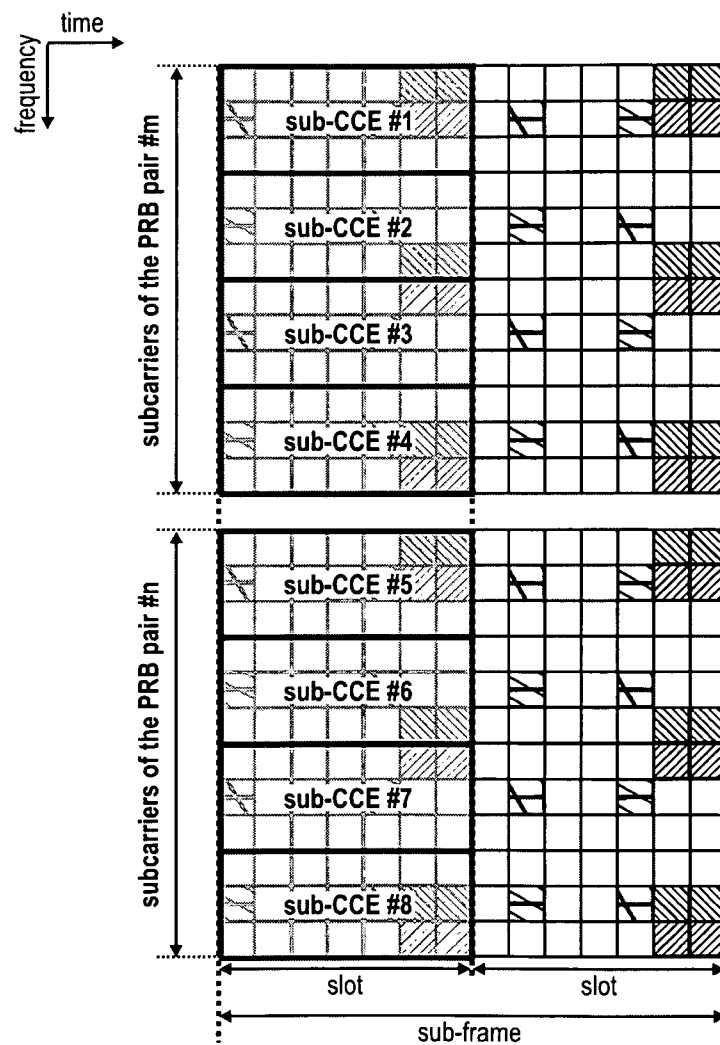 time
frequency
subcarriers of the PRB pair #m
sub-CCE #1
sub-CCE #2
sub-CCE #3
sub-CCE #4
subcarriers of the PRB pair #n
sub-CCE #5
sub-CCE #6
sub-CCE #7
sub-CCE #8
slot
slot
sub-frame